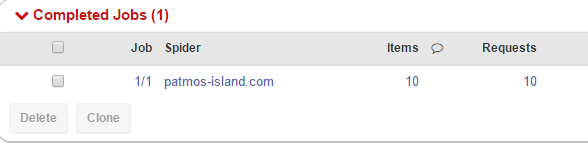 Completed Jobs (1)
Job Spider Items Requests
1/1 patmos-island.com 10 10
Delete Clone